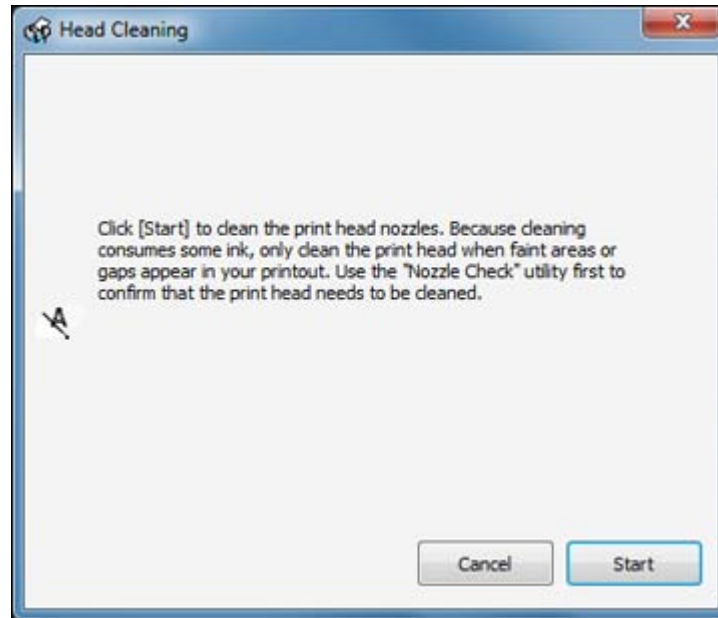 Head Cleaning
Click [Start] to clean the print head nozzles. Because cleaning
consumes some ink, only clean the print head when faint areas or
gaps appear in your printout. Use the "Nozzle Check" utility first to
confirm that the print head needs to be cleaned.
A
Cancel Start